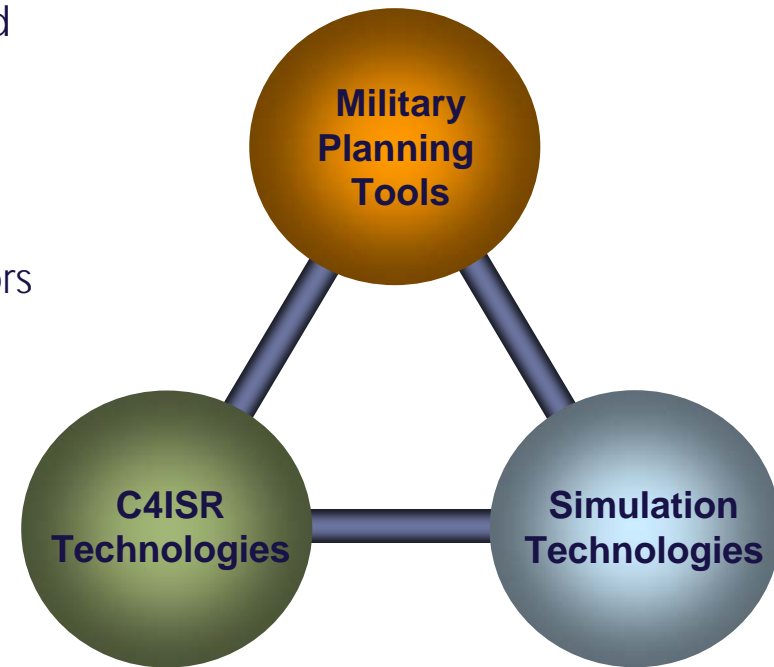 Military
Planning
Tools
C4ISR
Technologies
Simulation
Technologies